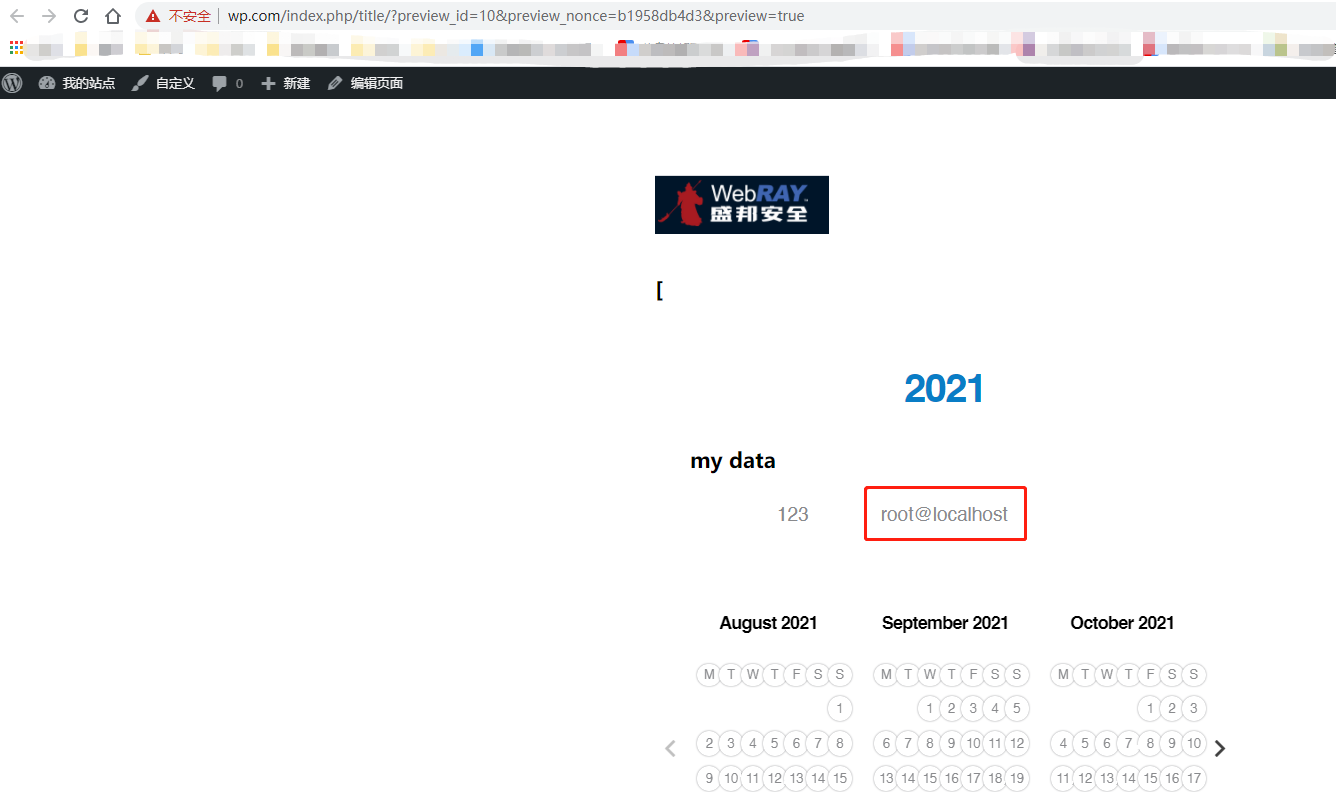 不安全 wp.com/index.php/title/?preview_id=10&preview_nonce=b1958db4d3&preview=true
我的站点 自定义 0 新建 编辑页面
WebRAY
盛邦安全
[
2021
my data
123 root@localhost
August 2021 September 2021 October 2021
M T W T F S S M T W T F S S M T W T F S S
1 1 2 3 4 5 1 2 3
2 3 4 5 6 7 8 6 7 8 9 10 11 12 4 5 6 7 8 9 10
9 10 11 12 13 14 15 13 14 15 16 17 18 19 11 12 13 14 15 16 17